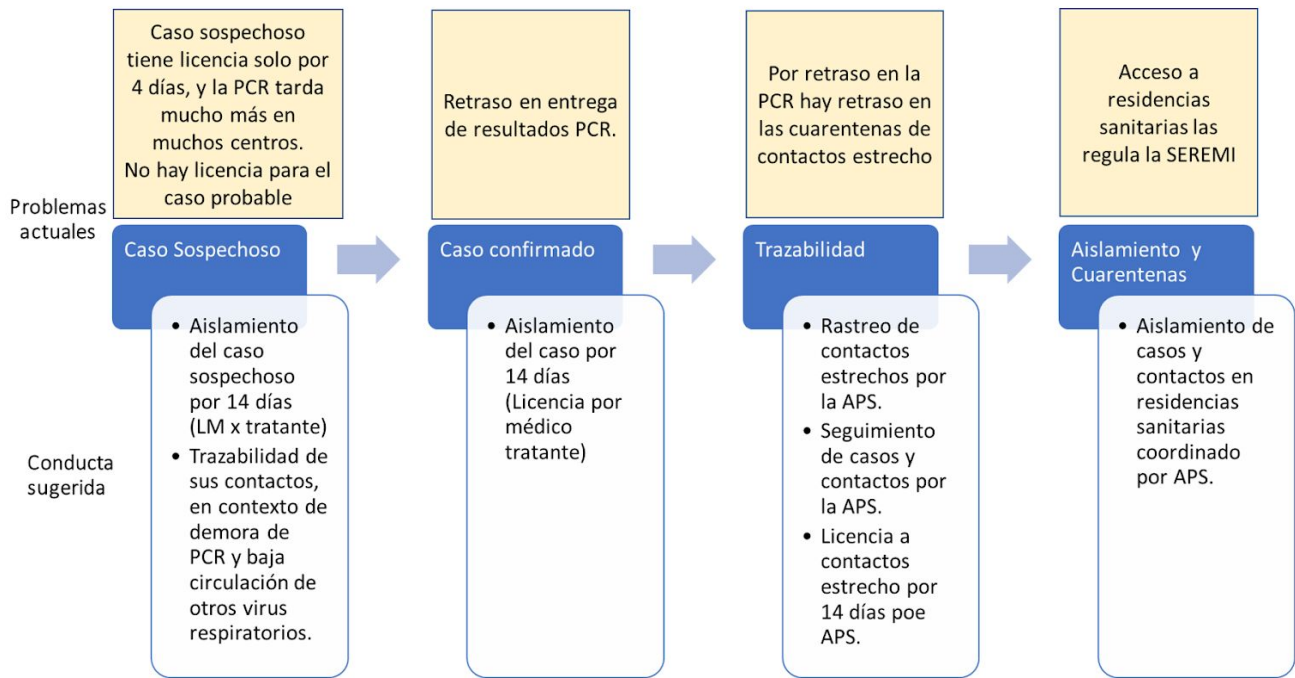 Caso sospechoso
tiene licencia solo por
4 días, y la PCR tarda
mucho más en
muchos centros.
No hay licencia para el
caso probable
Retraso en entrega
de resultados PCR.
Por retraso en la
PCR hay retraso en
las cuarentenas de
contactos estrecho
Acceso a
residencias
sanitarias las
regula la SEREMI
Problemas
actuales
Caso Sospechoso
Caso confirmado
Trazabilidad
Aislamiento y
Cuarentenas
Conducta
sugerida
• Aislamiento
del caso
sospechoso
por 14 días
(LM x tratante)
• Trazabilidad de
sus contactos,
en contexto de
demora de
PCR y baja
circulación de
otros virus
respiratorios.
• Aislamiento
del caso por
14 días
(Licencia por
médico
tratante)
• Rastreo de
contactos
estrechos por
la APS.
• Seguimiento
de casos y
contactos por
la APS.
• Licencia a
contactos
estrecho por
14 días poe
APS.
• Aislamiento de
casos y
contactos en
residencias
sanitarias
coordinado
por APS.